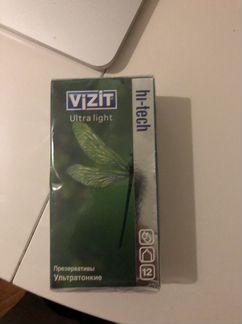 ViZiT
hi-tech
Ultra light
Презервативы
Ультратонкие
12